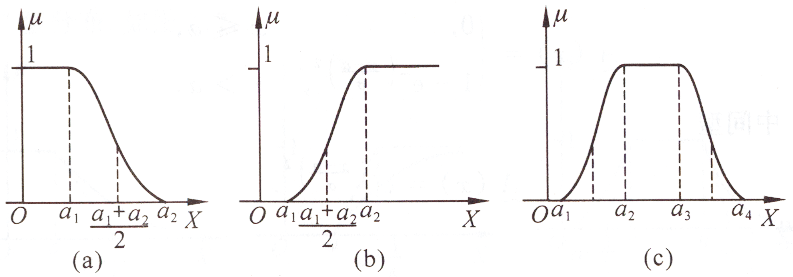 μ
1
O a₁ (a₁+a₂)/2 a₂ X
(a)
μ
1
O a₁ (a₁+a₂)/2 a₂ X
(b)
μ
1
O a₁ a₂ a₃ a₄ X
(c)